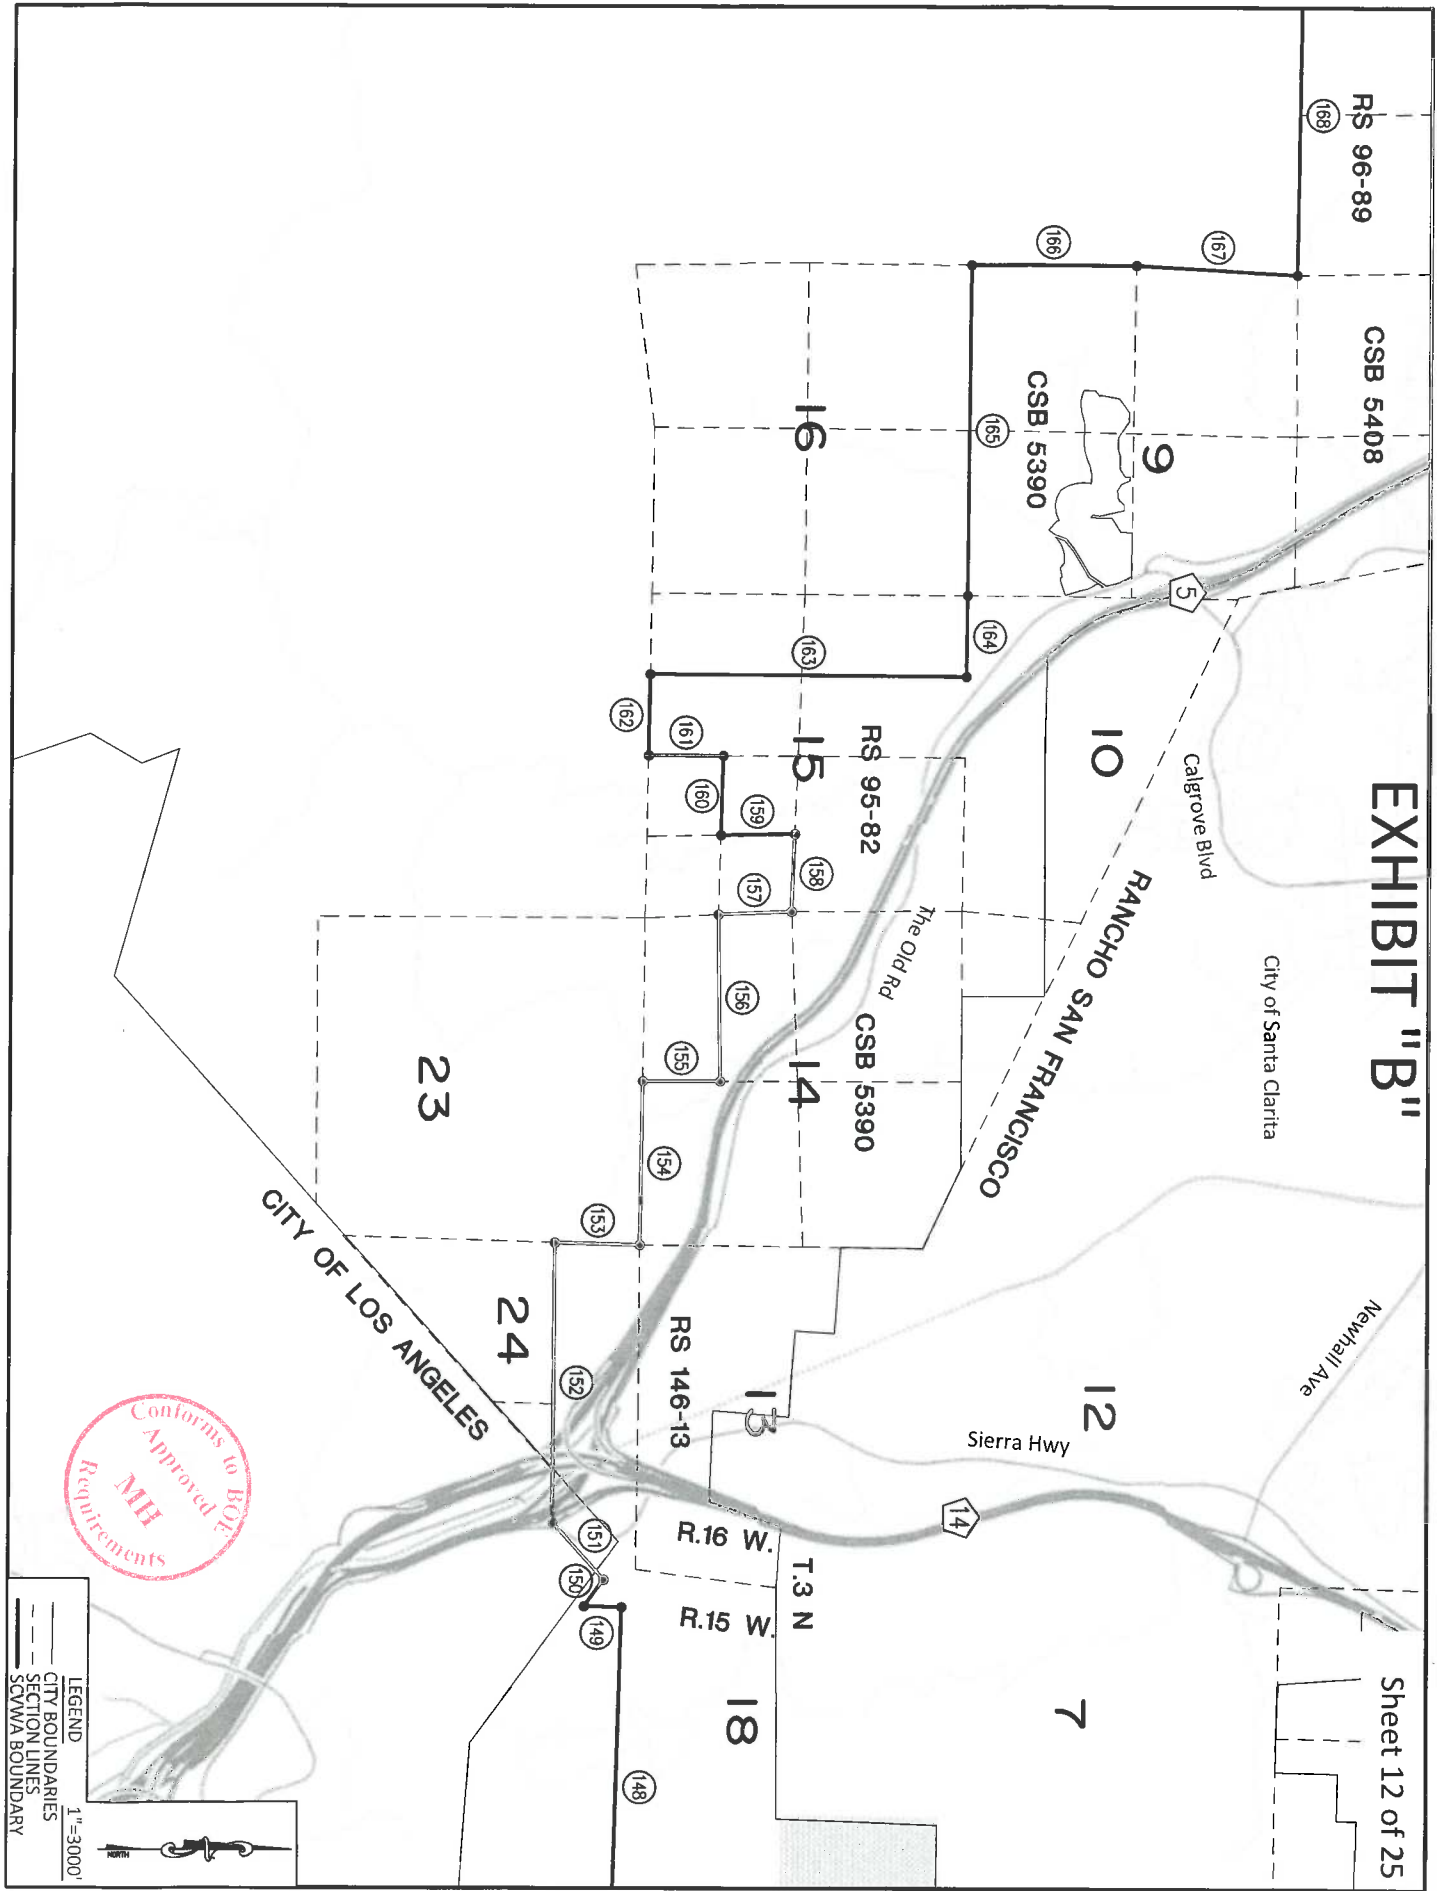 EXHIBIT "B"
Sheet 12 of 25
RS 96-89
168
CSB 5408
167
166
CSB 5390
165
9
16
5
164
163
162
161
160
159
158
157
156
155
154
153
152
151
150
149
148
10
Calgrove Blvd
RANCHO SAN FRANCISCO
City of Santa Clarita
15
RS 95-82
The Old Rd
CSB 5390
14
23
24
CITY OF LOS ANGELES
RS 146-13
12
Newhall Ave
Sierra Hwy
14
R.16 W.
T.3 N
R.15 W.
18
7
Conforms to BOE
Approved
MH
Requirements
LEGEND
1"=3000'
CITY BOUNDARIES
SECTION LINES
SCVWA BOUNDARY
NORTH